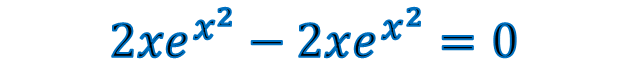 2xe^{x^2} − 2xe^{x^2} = 0